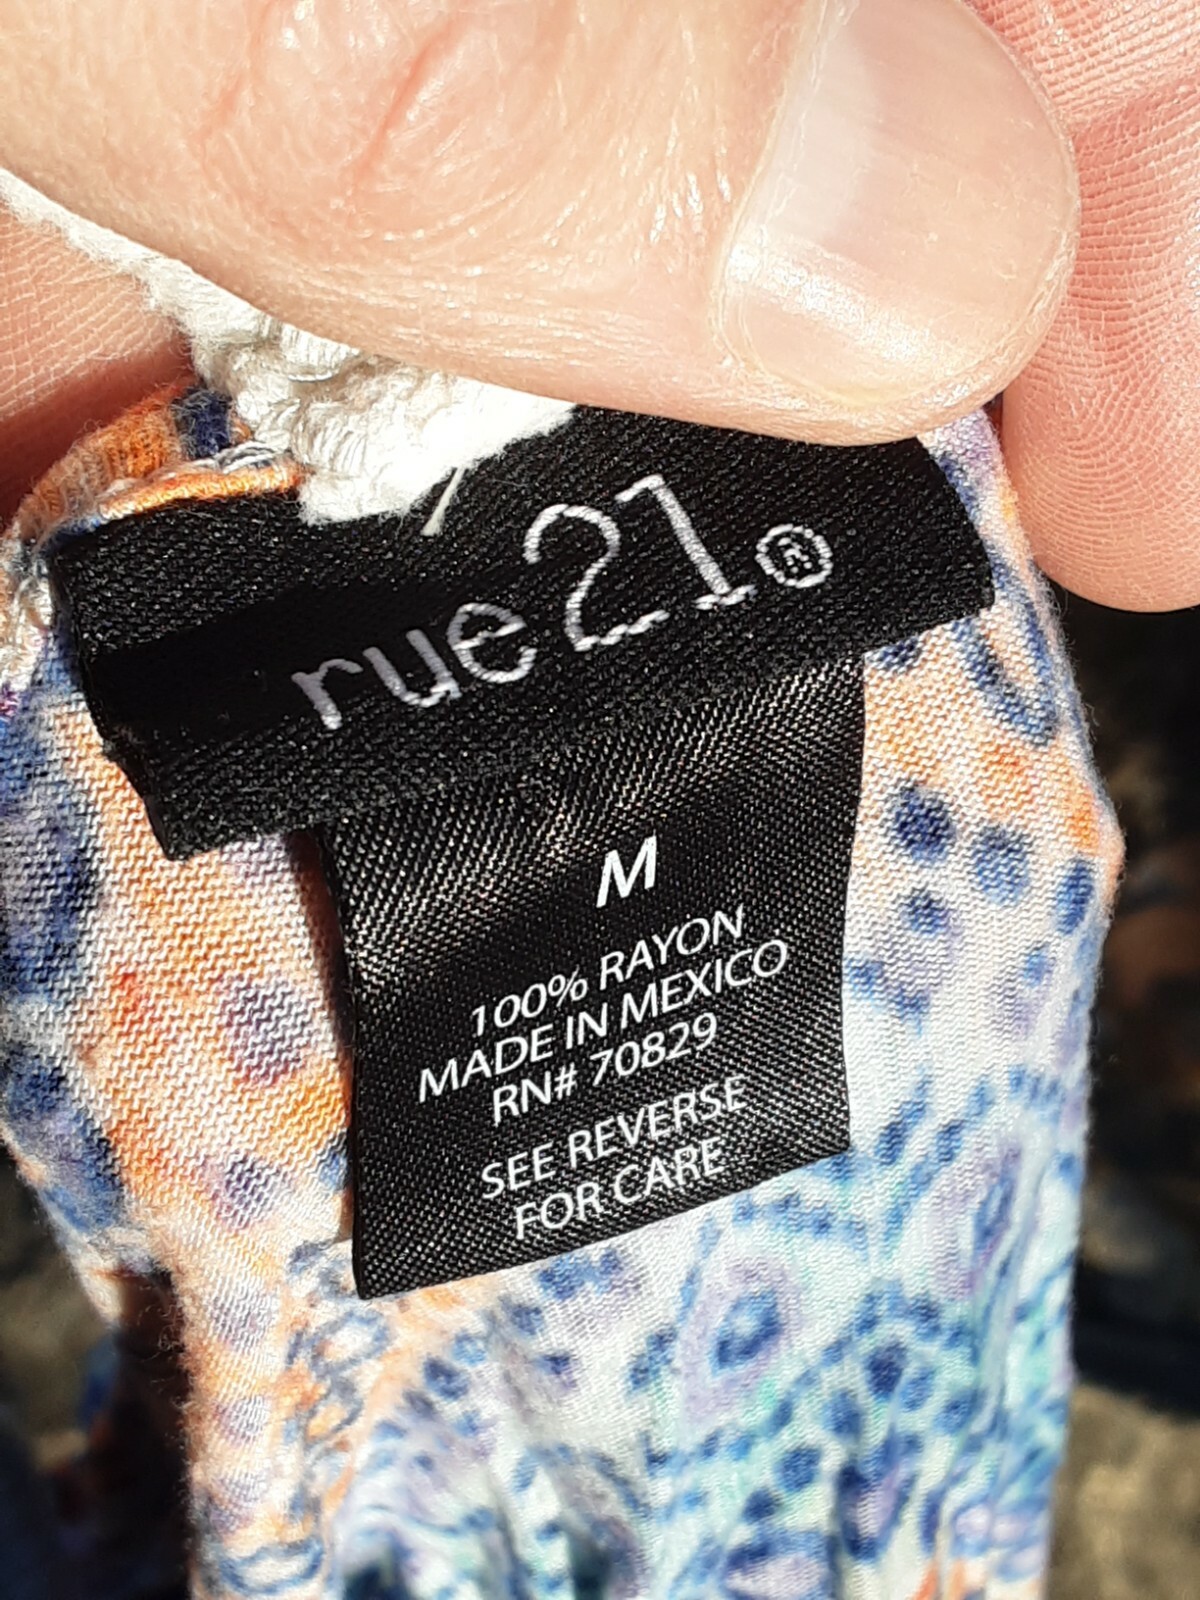 rue21®
M
100% RAYON
MADE IN MEXICO
RN# 70829
SEE REVERSE
FOR CARE